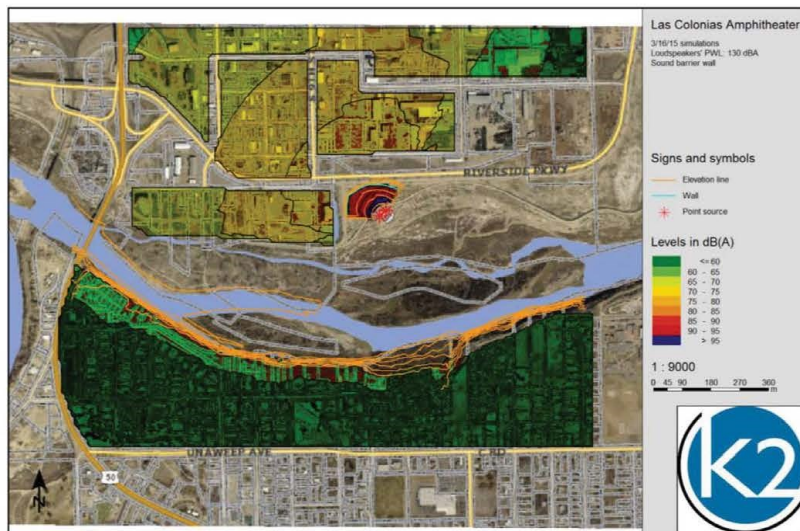 Las Colonias Amphitheater
3/16/15 simulations
Loudspeakers' PWL: 130 dBA
Sound barrier wall
Signs and symbols
Elevation line
Wall
Point source
Levels in dB(A)
<= 60
60 - 65
65 - 70
70 - 75
75 - 80
80 - 85
85 - 90
90 - 95
> 95
1 : 9000
0 45 90 180 270 360
m
k2
RIVERSIDE PKWY
UNAWEEP AVE
C RD
50
N